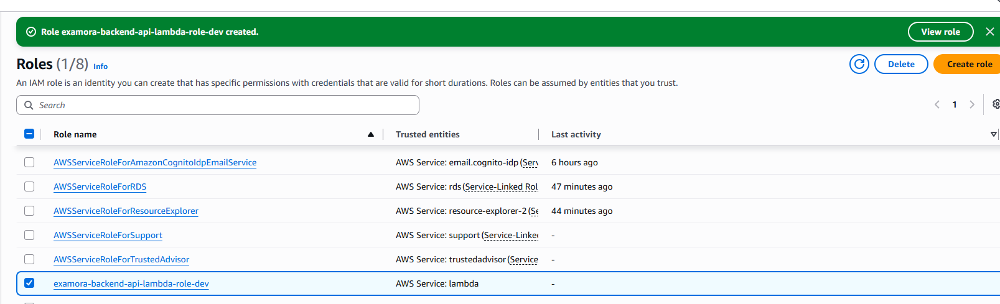 Role examora-backend-api-lambda-role-dev created.
View role
Roles (1/8) Info
Delete
Create role
An IAM role is an identity you can create that has specific permissions with credentials that are valid for short durations. Roles can be assumed by entities that you trust.
Search
1
Role name
Trusted entities
Last activity
AWSServiceRoleForAmazonCognitoIdpEmailService
AWS Service: email.cognito-idp (Serv
6 hours ago
AWSServiceRoleForRDS
AWS Service: rds (Service-Linked Rol
47 minutes ago
AWSServiceRoleForResourceExplorer
AWS Service: resource-explorer-2 (Se
44 minutes ago
AWSServiceRoleForSupport
AWS Service: support (Service-Linked
-
AWSServiceRoleForTrustedAdvisor
AWS Service: trustedadvisor (Service
-
examora-backend-api-lambda-role-dev
AWS Service: lambda
-